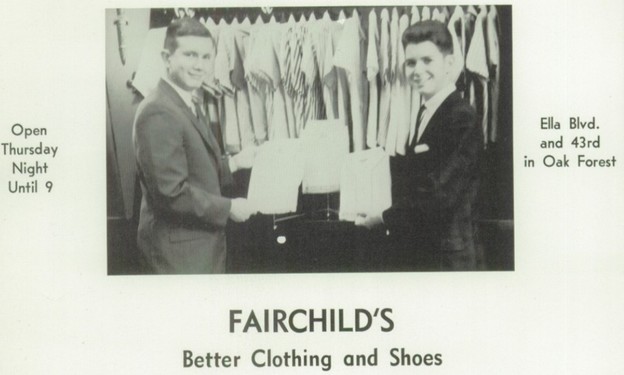 Open
Thursday
Night
Until 9
Ella Blvd.
and 43rd
in Oak Forest
FAIRCHILD'S
Better Clothing and Shoes